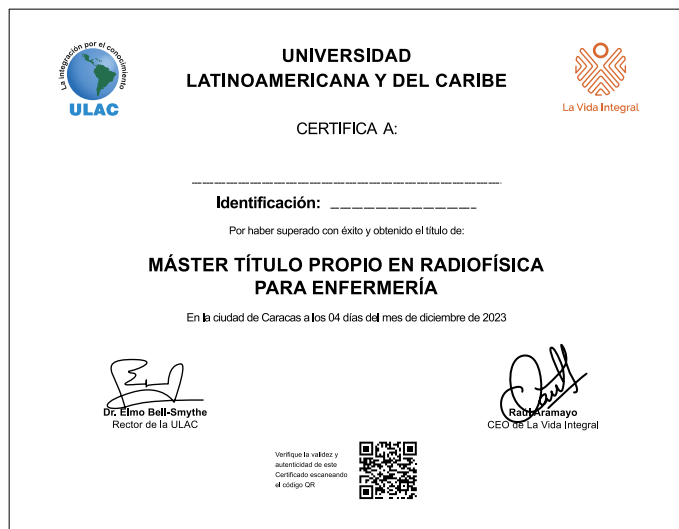 La integración por el conocimiento
ULAC
UNIVERSIDAD
LATINOAMERICANA Y DEL CARIBE
La Vida Integral
CERTIFICA A:
Identificación:
Por haber superado con éxito y obtenido el título de:
MÁSTER TÍTULO PROPIO EN RADIOFÍSICA
PARA ENFERMERÍA
En la ciudad de Caracas a los 04 días del mes de diciembre de 2023
Dr. Elmo Bell-Smythe
Rector de la ULAC
Raúl Aramayo
CEO de La Vida Integral
Verifique la validez y
autenticidad de este
Certificado escaneando
el código QR